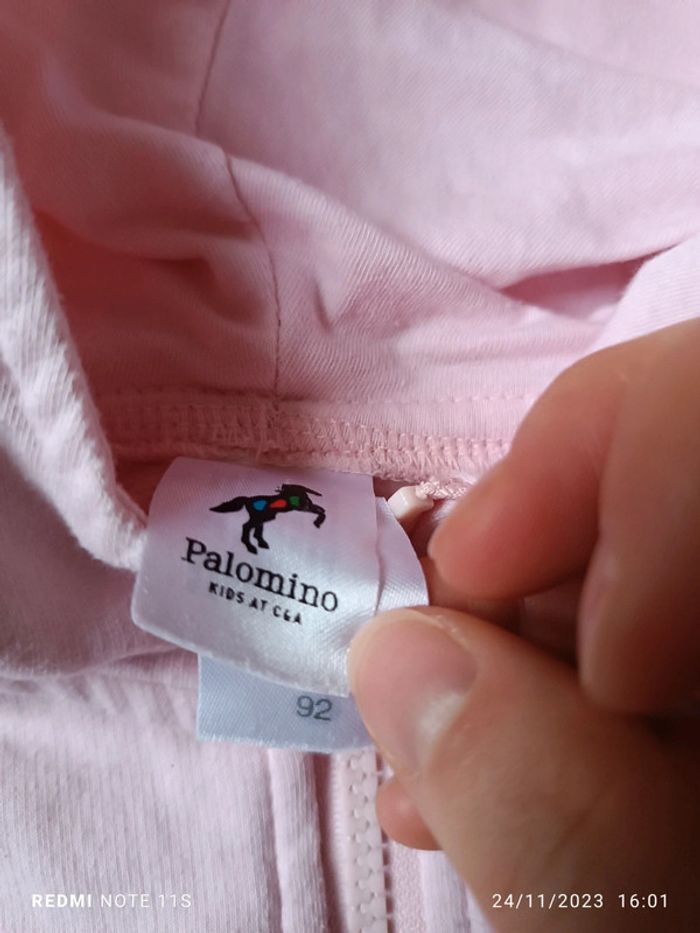 Palomino
KIDS AT C&A
92
REDMI NOTE 11S
24/11/2023 16:01